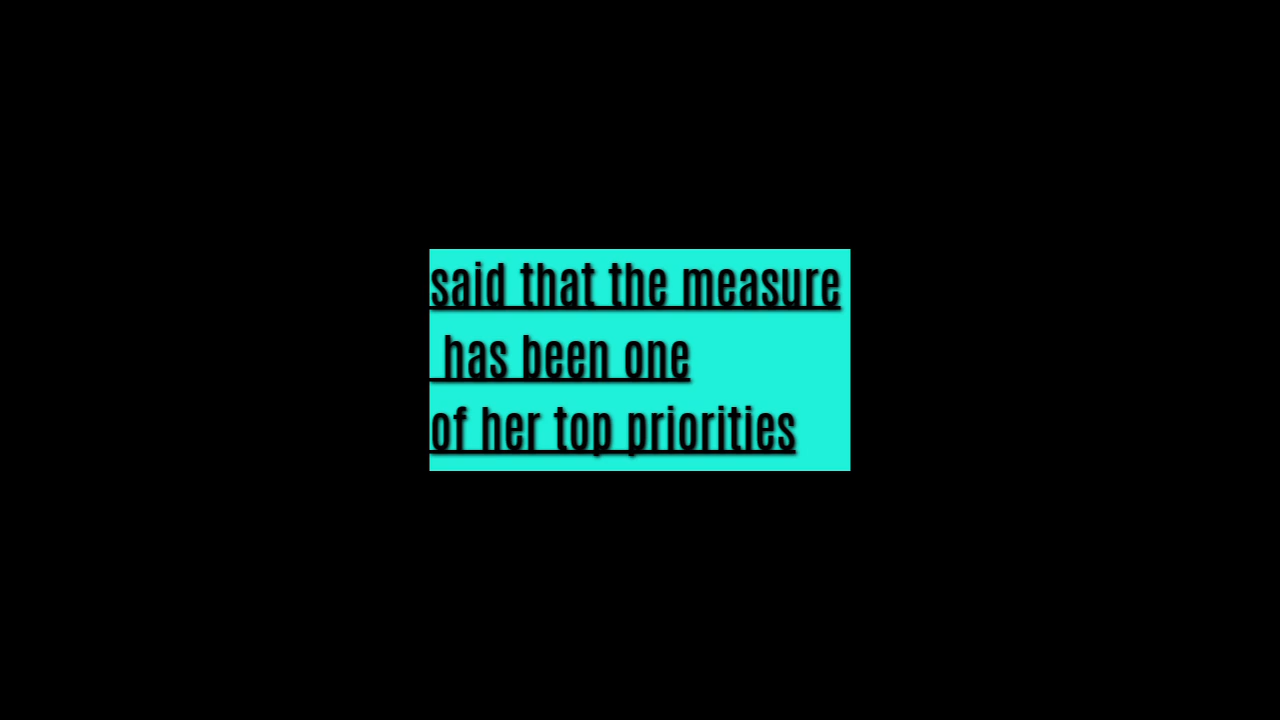 said that the measure
has been one
of her top priorities